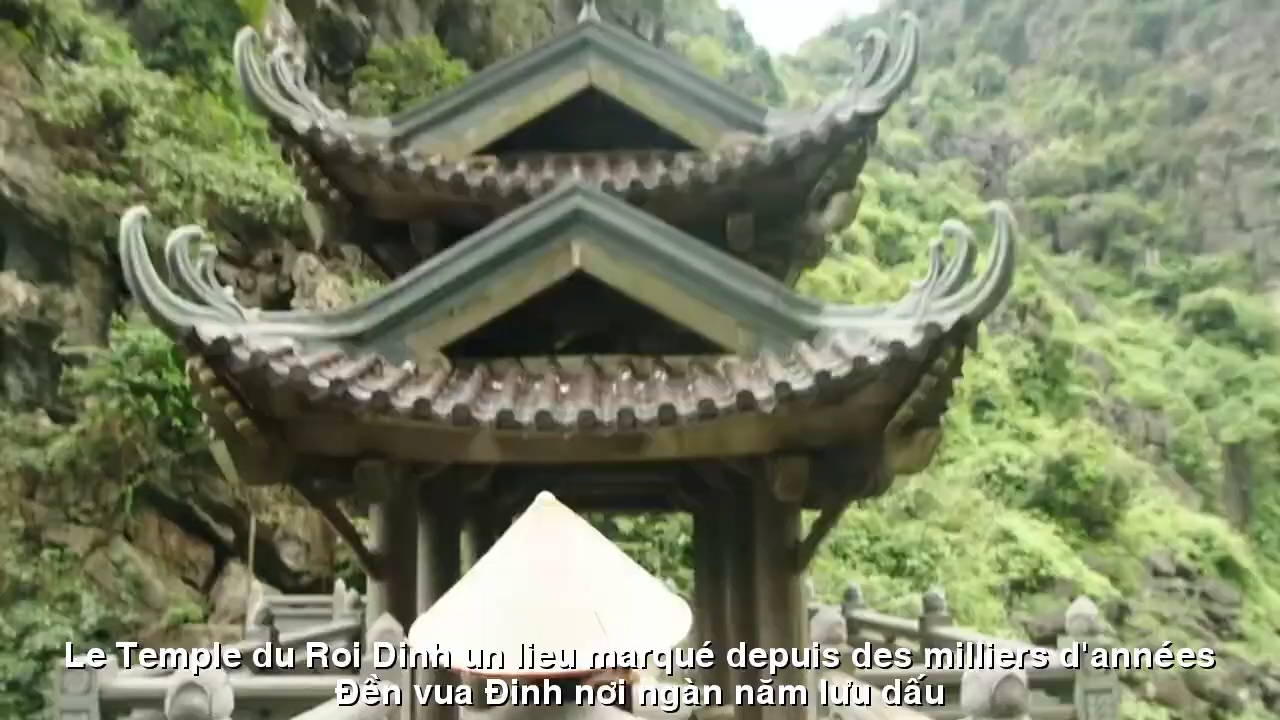 Le Temple du Roi Dinh un lieu marqué depuis des milliers d'années
Đền vua Đinh nơi ngàn năm lưu dấu